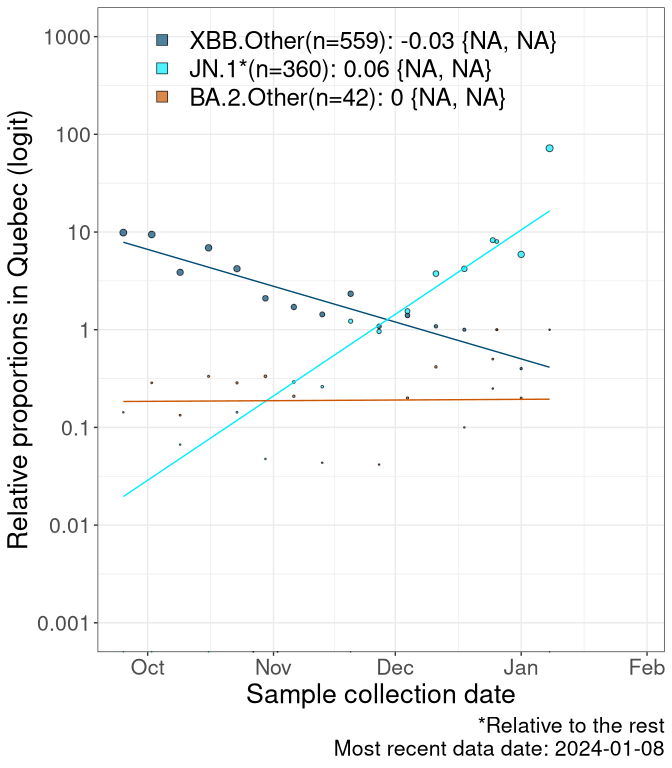 XBB.Other(n=559): -0.03 {NA, NA}
JN.1*(n=360): 0.06 {NA, NA}
BA.2.Other(n=42): 0 {NA, NA}
Relative proportions in Quebec (logit)
1000
100
10
1
0.1
0.01
0.001
Oct Nov Dec Jan Feb
Sample collection date
*Relative to the rest
Most recent data date: 2024-01-08